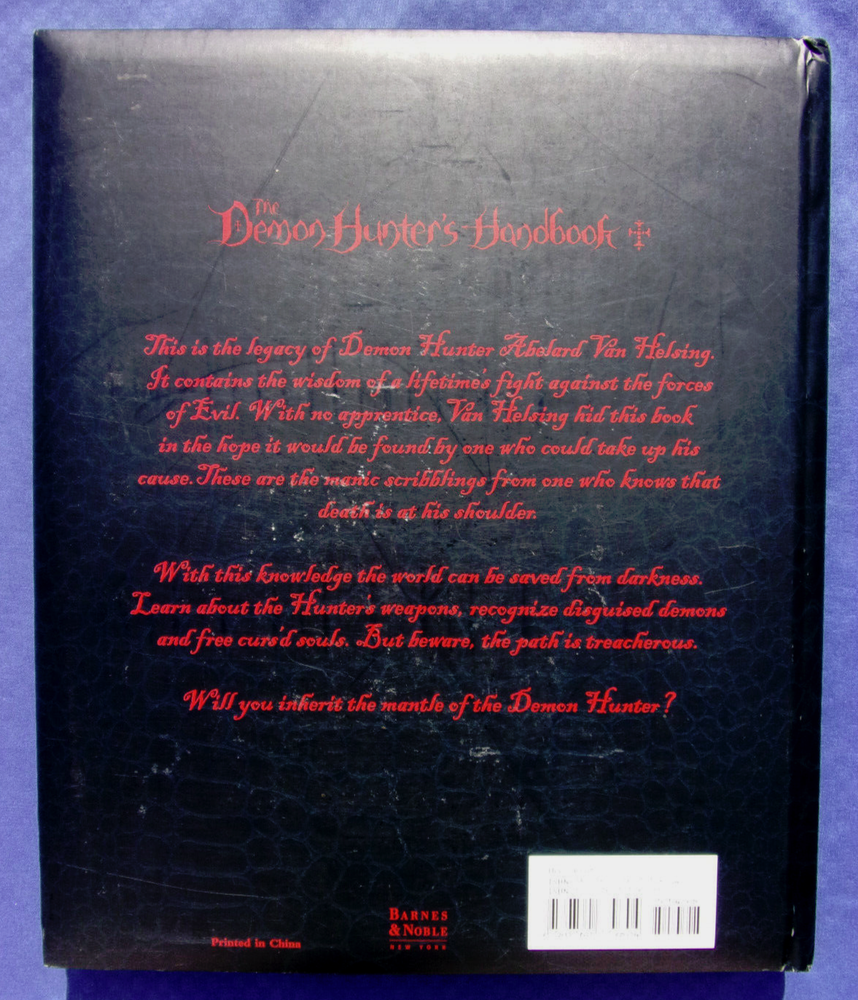 The
Demon Hunter's Handbook
This is the legacy of Demon Hunter Abelard Van Helsing.
It contains the wisdom of a lifetime's fight against the forces
of Evil. With no apprentice, Van Helsing hid this book
in the hope it would be found by one who could take up his
cause. These are the manic scribblings from one who knows that
death is at his shoulder.
With this knowledge the world can be saved from darkness.
Learn about the Hunter's weapons, recognize disguised demons
and free curs'd souls. But beware, the path is treacherous.
Will you inherit the mantle of the Demon Hunter?
Printed in China
BARNES
& NOBLE
NEW YORK